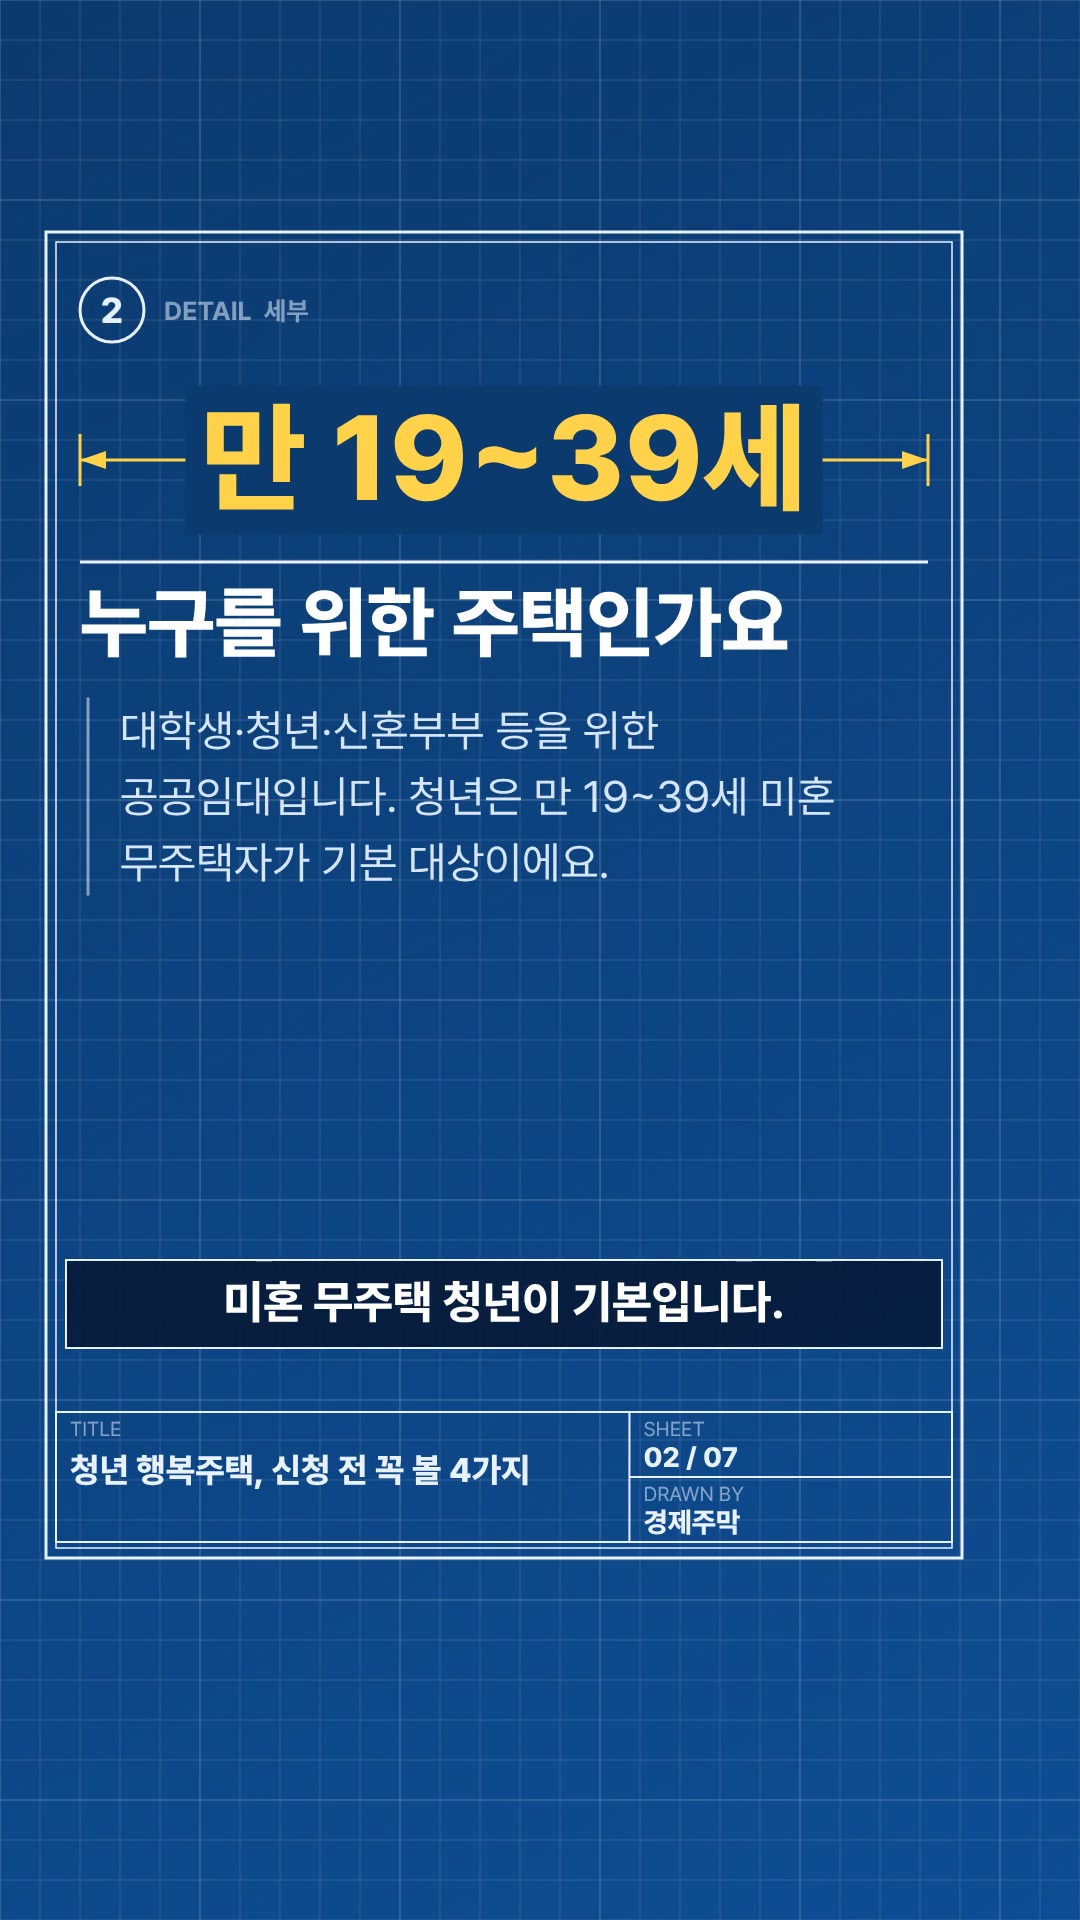 2 DETAIL 세부
만 19~39세
누구를 위한 주택인가요
대학생·청년·신혼부부 등을 위한
공공임대입니다. 청년은 만 19~39세 미혼
무주택자가 기본 대상이에요.
미혼 무주택 청년이 기본입니다.
TITLE
청년 행복주택, 신청 전 꼭 볼 4가지
SHEET
02 / 07
DRAWN BY
경제주막